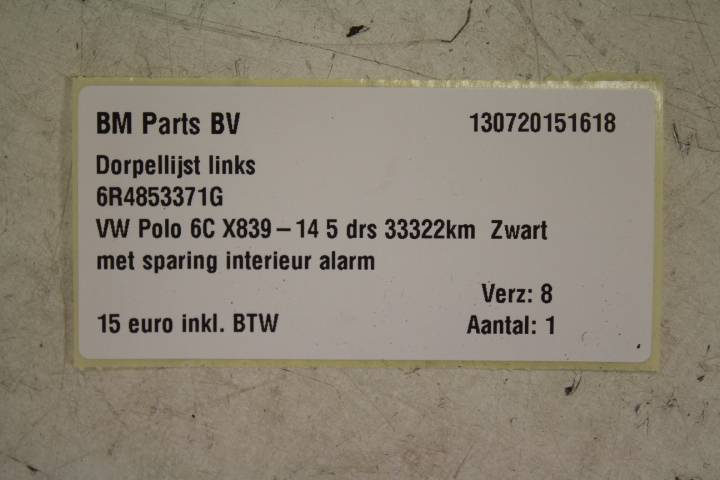 BM Parts BV 130720151618
Dorpellijst links
6R4853371G
VW Polo 6C X839-14 5 drs 33322km Zwart
met sparing interieur alarm
Verz: 8
15 euro inkl. BTW Aantal: 1